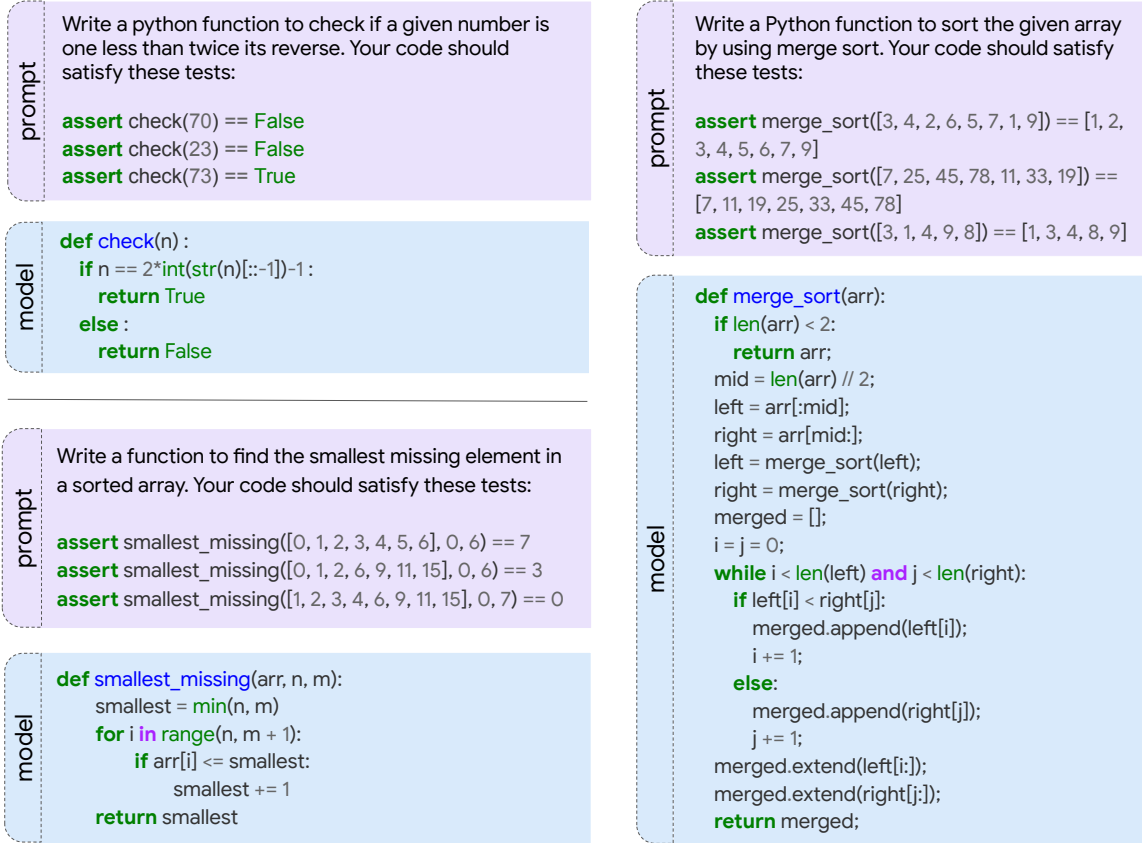 prompt
Write a python function to check if a given number is
one less than twice its reverse. Your code should
satisfy these tests:
assert check(70) == False
assert check(23) == False
assert check(73) == True
model
def check(n) :
if n == 2*int(str(n)[::-1])-1 :
return True
else :
return False
prompt
Write a function to find the smallest missing element in
a sorted array. Your code should satisfy these tests:
assert smallest_missing([0, 1, 2, 3, 4, 5, 6], 0, 6) == 7
assert smallest_missing([0, 1, 2, 6, 9, 11, 15], 0, 6) == 3
assert smallest_missing([1, 2, 3, 4, 6, 9, 11, 15], 0, 7) == 0
model
def smallest_missing(arr, n, m):
smallest = min(n, m)
for i in range(n, m + 1):
if arr[i] <= smallest:
smallest += 1
return smallest
prompt
Write a Python function to sort the given array
by using merge sort. Your code should satisfy
these tests:
assert merge_sort([3, 4, 2, 6, 5, 7, 1, 9]) == [1, 2,
3, 4, 5, 6, 7, 9]
assert merge_sort([7, 25, 45, 78, 11, 33, 19]) ==
[7, 11, 19, 25, 33, 45, 78]
assert merge_sort([3, 1, 4, 9, 8]) == [1, 3, 4, 8, 9]
model
def merge_sort(arr):
if len(arr) < 2:
return arr;
mid = len(arr) // 2;
left = arr[:mid];
right = arr[mid:];
left = merge_sort(left);
right = merge_sort(right);
merged = [];
i = j = 0;
while i < len(left) and j < len(right):
if left[i] < right[j]:
merged.append(left[i]);
i += 1;
else:
merged.append(right[j]);
j += 1;
merged.extend(left[i:]);
merged.extend(right[j:]);
return merged;